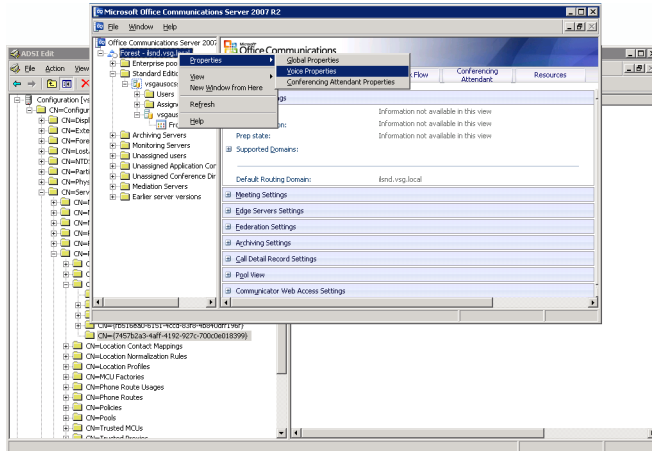 Microsoft Office Communications Server 2007 R2
File Window Help
Office Communications Server 2007
Forest - ilsnd.vsg.local
Enterprise poo
Standard Editio
vsgausocs
Users
Assigne
vsgaus
Fro
Archiving Servers
Monitoring Servers
Unassigned users
Unassigned Application Cor
Unassigned Conference Dir
Mediation Servers
Earlier server versions
Properties
View
New Window from Here
Refresh
Help
Global Properties
Voice Properties
Conferencing Attendant Properties
Microsoft
Office Communications
Flow
Conferencing Attendant
Resources
Information not available in this view
Information not available in this view
Prep state:
Information not available in this view
Supported Domains:
Default Routing Domain:
ilsnd.vsg.local
Meeting Settings
Edge Servers Settings
Federation Settings
Archiving Settings
Call Detail Record Settings
Pool View
Communicator Web Access Settings
ADSI Edit
File Action View
Configuration [vs
CN=Configur
CN=Displ
CN=Exte
CN=Fore
CN=Lost
CN=NTD
CN=Parti
CN=Phys
CN=Serv
CN={7457b2a3-4aff-4192-927c-700c0e018399}
CN=Location Contact Mappings
CN=Location Normalization Rules
CN=Location Profiles
CN=MCU Factories
CN=Phone Route Usages
CN=Phone Routes
CN=Policies
CN=Pools
CN=Trusted MCUs
CN=Trusted Proxies